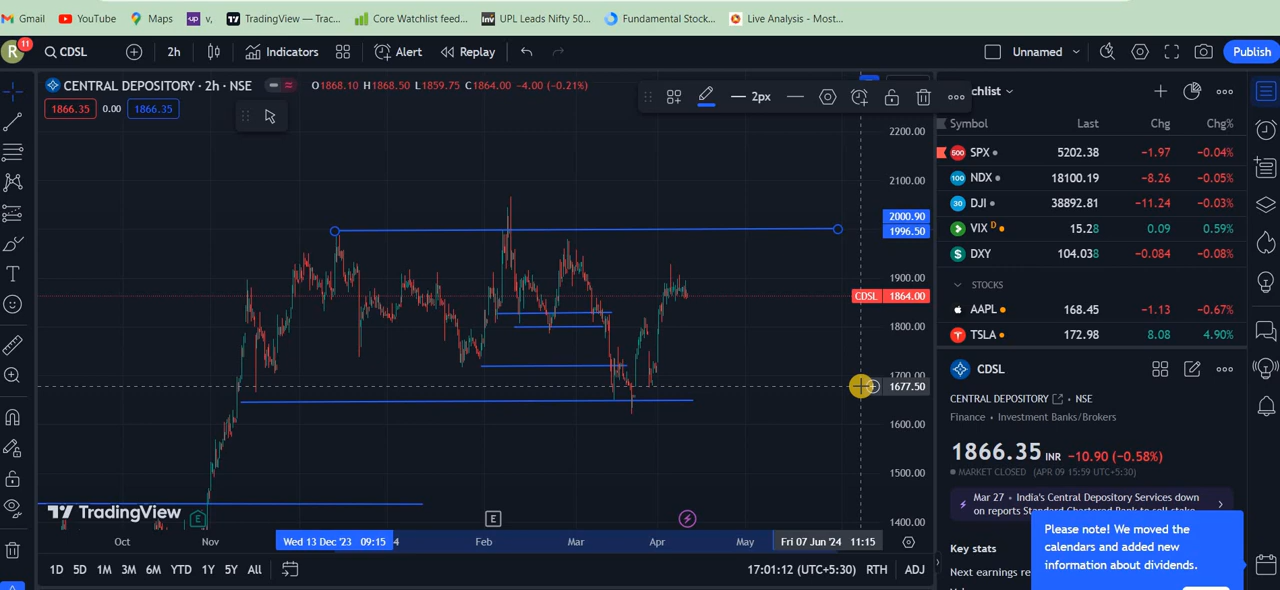 Gmail YouTube Maps up v, TradingView — Trac... Core Watchlist feed... Inv UPL Leads Nifty 50... Fundamental Stock... Live Analysis - Most...
R 11 CDSL 2h Indicators Alert Replay Unnamed Publish
CENTRAL DEPOSITORY · 2h · NSE O1868.10 H1868.50 L1859.75 C1864.00 −4.00 (−0.21%)
1866.35 0.00 1866.35
2px
chlist
Symbol Last Chg Chg%
2200.00
500 SPX 5202.38 −1.97 −0.04%
2100.00
100 NDX 18100.19 −8.26 −0.05%
30 DJI 38892.81 −11.24 −0.03%
2000.90
1996.50
VIX D 15.28 0.09 0.59%
$ DXY 104.038 −0.084 −0.08%
1900.00
STOCKS
CDSL 1864.00
AAPL 168.45 −1.13 −0.67%
1800.00
TSLA 172.98 8.08 4.90%
1700.00
CDSL
1677.50
CENTRAL DEPOSITORY • NSE
Finance • Investment Banks/Brokers
1600.00
1866.35 INR −10.90 (−0.58%)
1500.00
MARKET CLOSED (APR 09 15:59 UTC+5:30)
Mar 27 • India's Central Depository Services down
on reports Standard Chartered Bank to sell stake
TradingView
E E
1400.00
Please note! We moved the
calendars and added new
information about dividends.
Oct Nov Wed 13 Dec '23 09:15 4 Feb Mar Apr May Fri 07 Jun '24 11:15
Key stats
1D 5D 1M 3M 6M YTD 1Y 5Y All 17:01:12 (UTC+5:30) RTH ADJ
Next earnings re